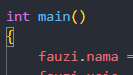 int main()
{
fauzi.nama =